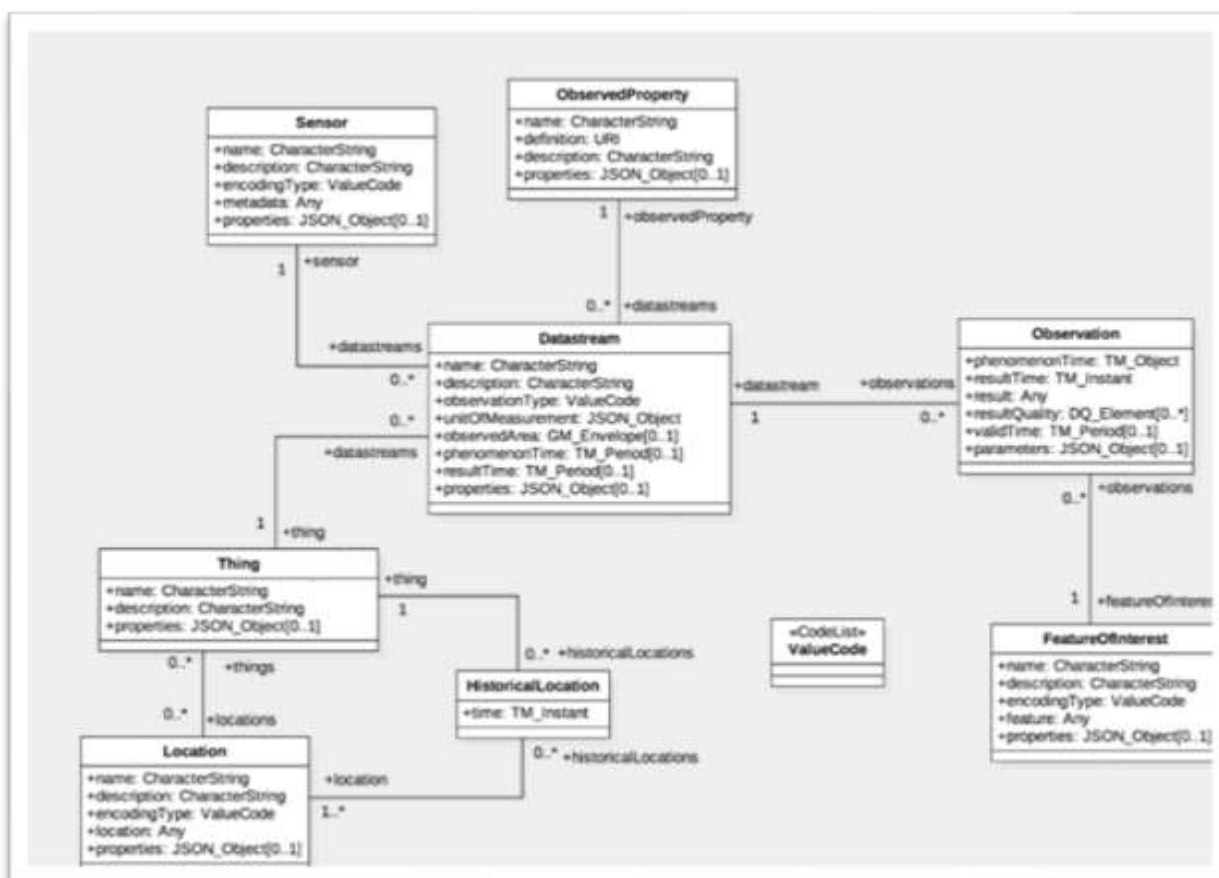 ObservedProperty
+name: CharacterString
+definition: URI
+description: CharacterString
+properties: JSON_Object[0..1]
1
+observedProperty
Sensor
+name: CharacterString
+description: CharacterString
+encodingType: ValueCode
+metadata: Any
+properties: JSON_Object[0..1]
1
+sensor
0..*
+datastreams
+datastreams
0..*
Datastream
+name: CharacterString
+description: CharacterString
+observationType: ValueCode
+unitOfMeasurement: JSON_Object
+observedArea: GM_Envelope[0..1]
+phenomenonTime: TM_Period[0..1]
+resultTime: TM_Period[0..1]
+properties: JSON_Object[0..1]
+datastream
1
+observations
0..*
Observation
+phenomenonTime: TM_Object
+resultTime: TM_Instant
+result: Any
+resultQuality: DQ_Element[0..*]
+validTime: TM_Period[0..1]
+parameters: JSON_Object[0..1]
0..*
+observations
0..*
+datastreams
1
+thing
Thing
+name: CharacterString
+description: CharacterString
+properties: JSON_Object[0..1]
+thing
1
1
+featureOfInteres
«CodeList»
ValueCode
FeatureOfInterest
+name: CharacterString
+description: CharacterString
+encodingType: ValueCode
+feature: Any
+properties: JSON_Object[0..1]
0..*
+things
0..*
+historicalLocations
HistoricalLocation
+time: TM_Instant
0..*
+historicalLocations
0..*
+locations
Location
+name: CharacterString
+description: CharacterString
+encodingType: ValueCode
+location: Any
+properties: JSON_Object[0..1]
+location
1..*